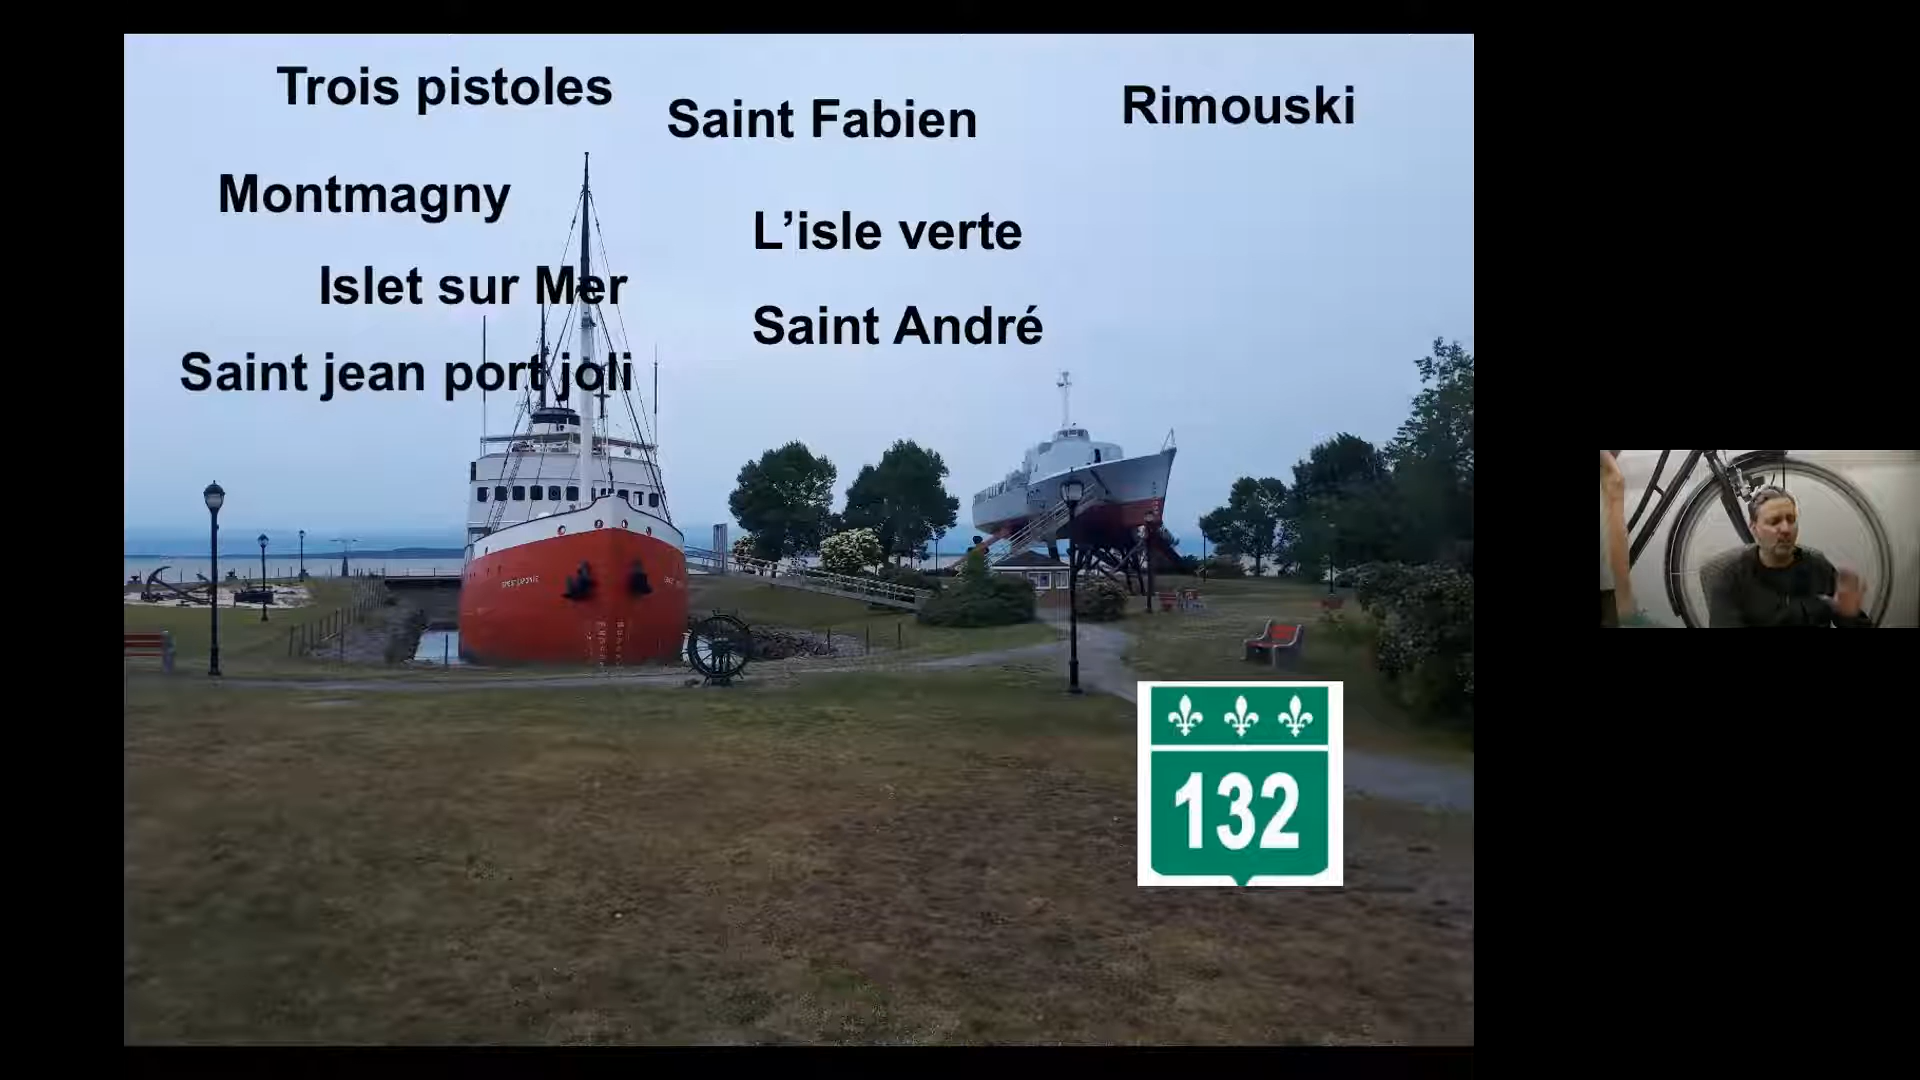 Trois pistoles
Saint Fabien
Rimouski
Montmagny
L’isle verte
Islet sur Mer
Saint André
Saint jean port joli
132